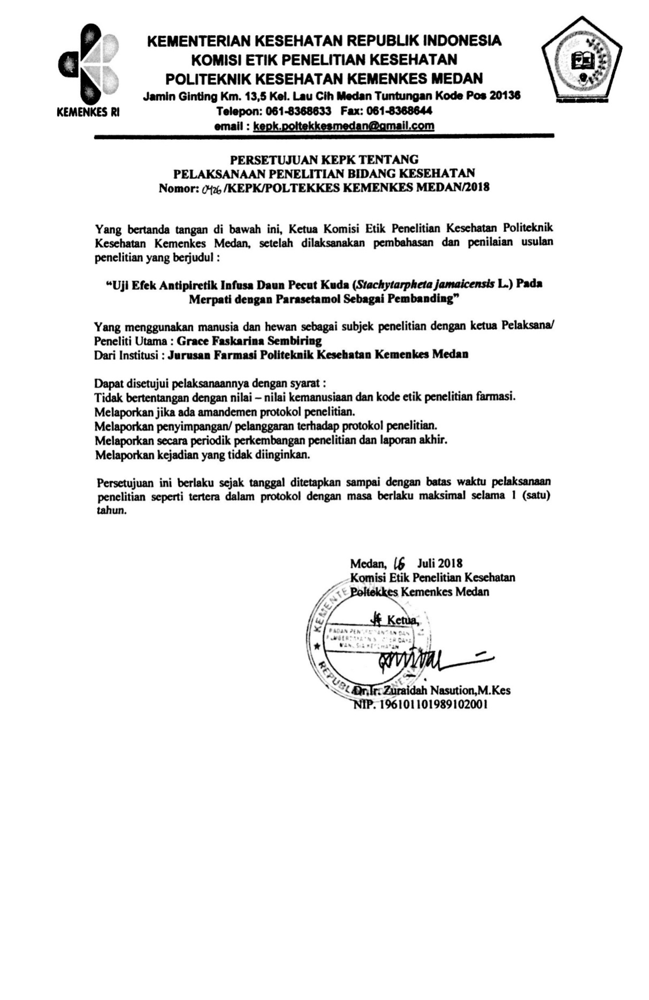 KEMENKES RI
KEMENTERIAN KESEHATAN REPUBLIK INDONESIA
KOMISI ETIK PENELITIAN KESEHATAN
POLITEKNIK KESEHATAN KEMENKES MEDAN
Jamin Ginting Km. 13,5 Kel. Lau Cih Medan Tuntungan Kode Pos 20136
Telepon: 061-8368633 Fax: 061-8368644
email : kepk.poltekkesmedan@gmail.com
PERSETUJUAN KEPK TENTANG
PELAKSANAAN PENELITIAN BIDANG KESEHATAN
Nomor: 0426 /KEPK/POLTEKKES KEMENKES MEDAN/2018
Yang bertanda tangan di bawah ini, Ketua Komisi Etik Penelitian Kesehatan Politeknik
Kesehatan Kemenkes Medan, setelah dilaksanakan pembahasan dan penilaian usulan
penelitian yang berjudul :
“Uji Efek Antipiretik Infusa Daun Pecut Kuda (Stachytarpheta jamaicensis L.) Pada
Merpati dengan Parasetamol Sebagai Pembanding”
Yang menggunakan manusia dan hewan sebagai subjek penelitian dengan ketua Pelaksana/
Peneliti Utama : Grace Faskarina Sembiring
Dari Institusi : Jurusan Farmasi Politeknik Kesehatan Kemenkes Medan
Dapat disetujui pelaksanaannya dengan syarat :
Tidak bertentangan dengan nilai – nilai kemanusiaan dan kode etik penelitian farmasi.
Melaporkan jika ada amandemen protokol penelitian.
Melaporkan penyimpangan/ pelanggaran terhadap protokol penelitian.
Melaporkan secara periodik perkembangan penelitian dan laporan akhir.
Melaporkan kejadian yang tidak diinginkan.
Persetujuan ini berlaku sejak tanggal ditetapkan sampai dengan batas waktu pelaksanaan
penelitian seperti tertera dalam protokol dengan masa berlaku maksimal selama 1 (satu)
tahun.
Medan, 16 Juli 2018
Komisi Etik Penelitian Kesehatan
Poltekkes Kemenkes Medan
Ketua,
BADAN PENGEMBANGAN DAN
PEMBERDAYAAN SUMBER DAYA
MANUSIA KESEHATAN
REPUBLIK INDONESIA
Dr.Ir. Zuraidah Nasution,M.Kes
NIP. 196101101989102001